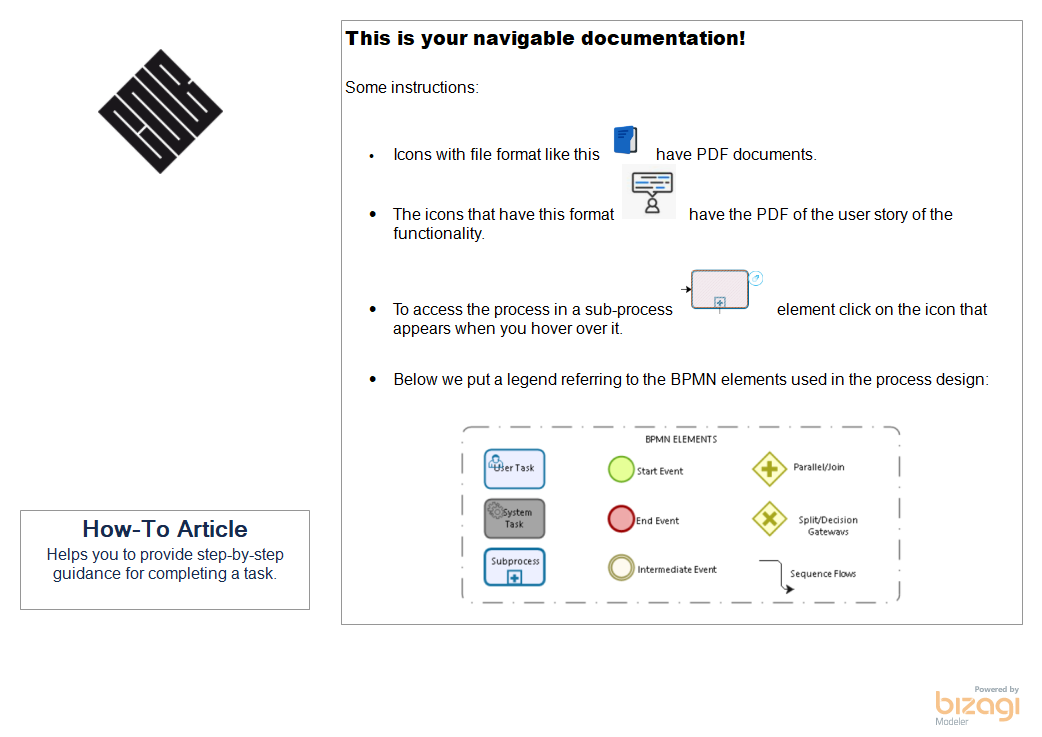 This is your navigable documentation!
Some instructions:
• Icons with file format like this have PDF documents.
• The icons that have this format have the PDF of the user story of the
functionality.
• To access the process in a sub-process element click on the icon that
appears when you hover over it.
• Below we put a legend referring to the BPMN elements used in the process design:
BPMN ELEMENTS
User Task
Start Event
Parallel/Join
System
Task
End Event
Split/Decision
Gateways
Subprocess
Intermediate Event
Sequence Flows
How-To Article
Helps you to provide step-by-step
guidance for completing a task.
Powered by
bizagi
Modeler